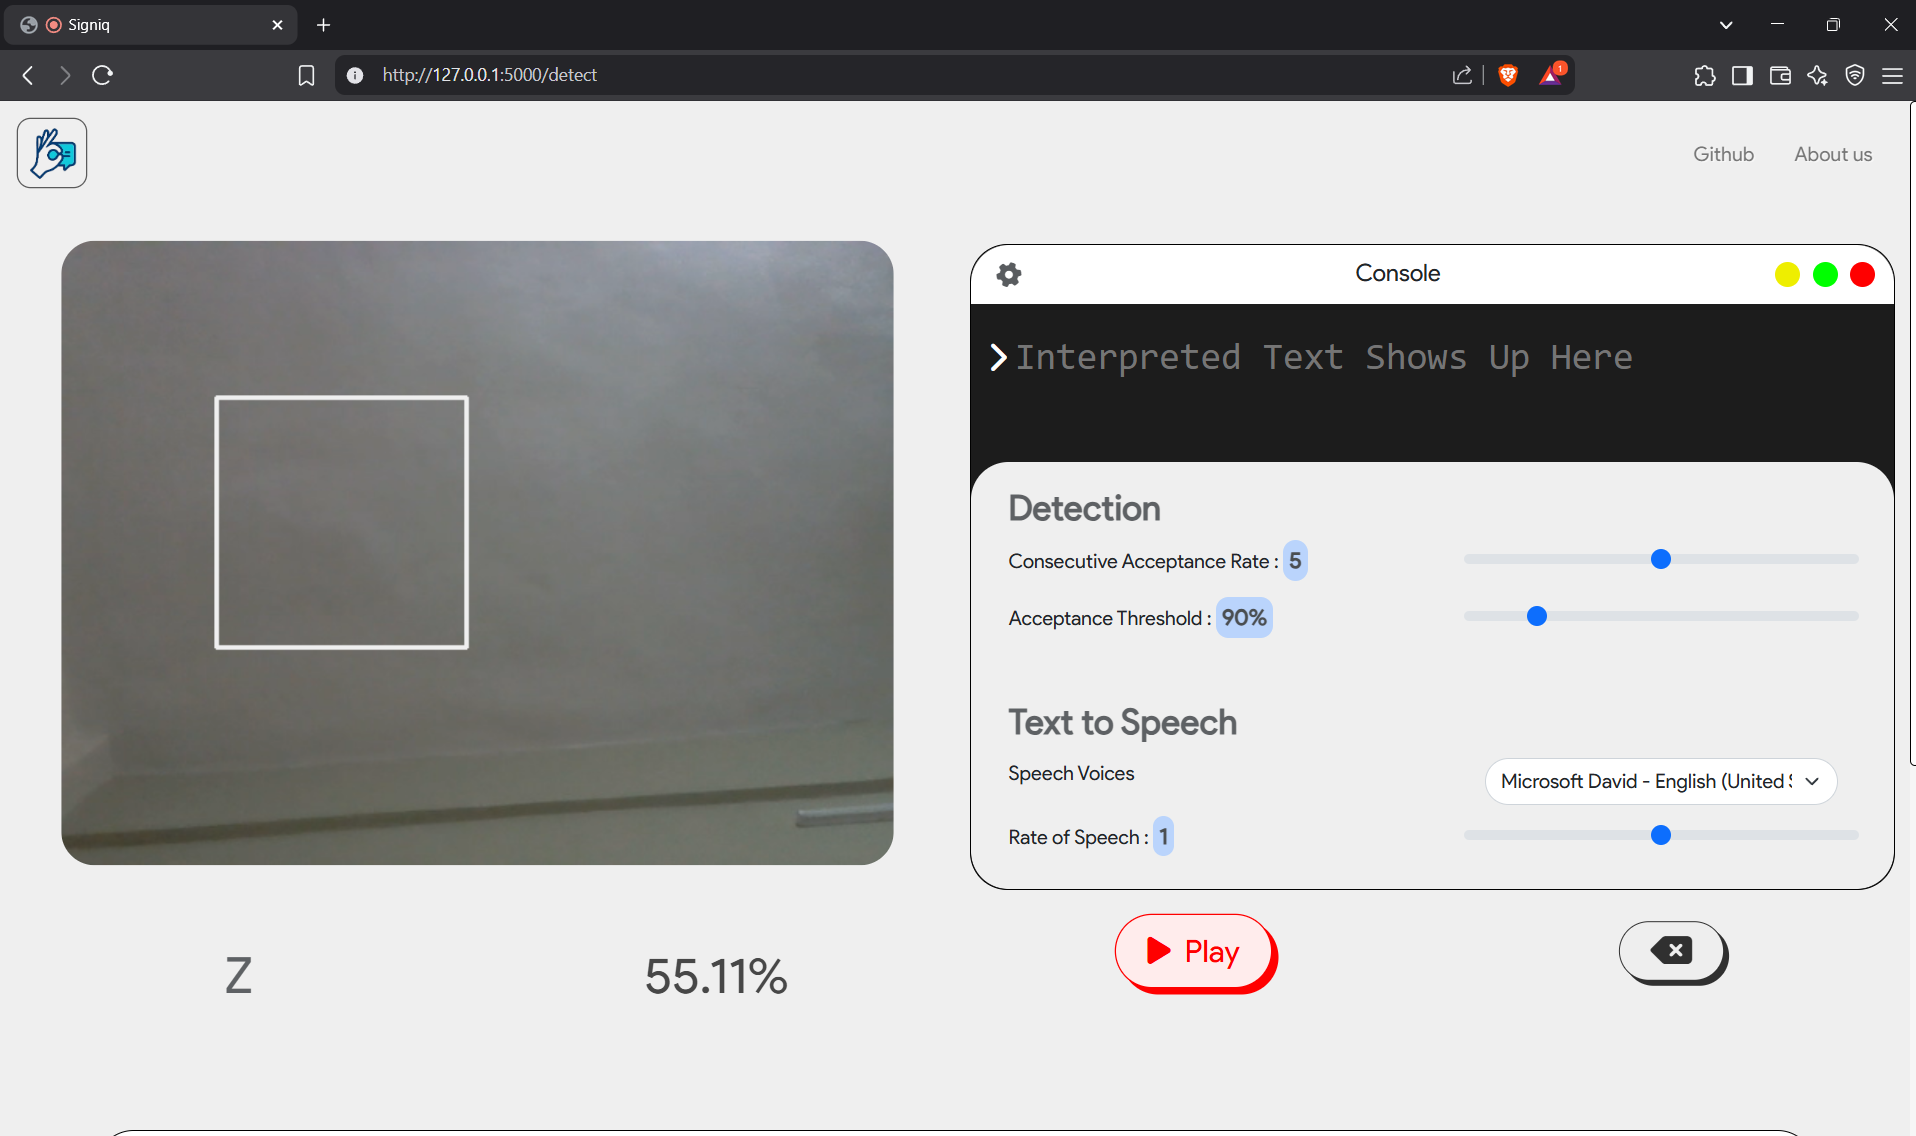 Signiq
http://127.0.0.1:5000/detect
1
Github
About us
Console
Interpreted Text Shows Up Here
Detection
Consecutive Acceptance Rate : 5
Acceptance Threshold : 90%
Text to Speech
Speech Voices
Microsoft David - English (United
Rate of Speech : 1
Z
55.11%
Play